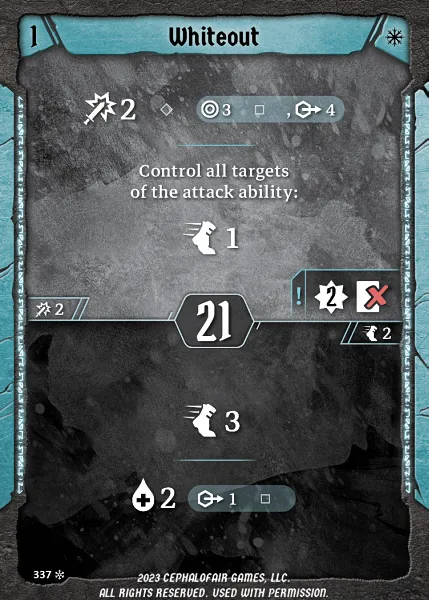 1 Whiteout
2 3 , 4
Control all targets
of the attack ability:
1
! 2
2 21
2
3
2 1
337
2023 CEPHALOFAIR GAMES, LLC.
ALL RIGHTS RESERVED. USED WITH PERMISSION.